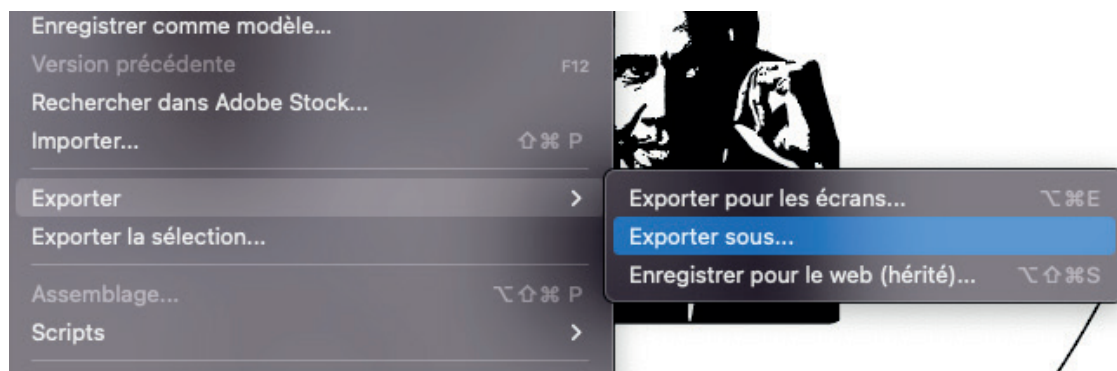 Enregistrer comme modèle...
Version précédente F12
Rechercher dans Adobe Stock...
Importer... ⇧⌘ P
Exporter >
Exporter la sélection...
Assemblage... ⌥⇧⌘ P
Scripts >
Exporter pour les écrans... ⌥⌘E
Exporter sous...
Enregistrer pour le web (hérité)... ⌥⇧⌘S